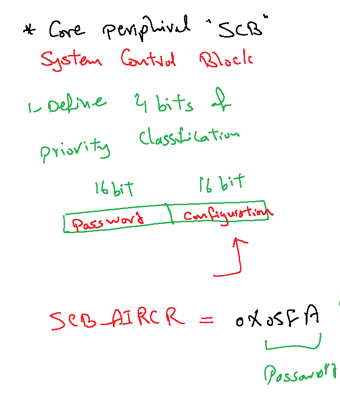 * Core peripheral "SCB"
System Control Block
1- Define 4 bits of
priority classification
16 bit 16 bit
Password Configuration
SCB_AIRCR = 0x05FA
Password